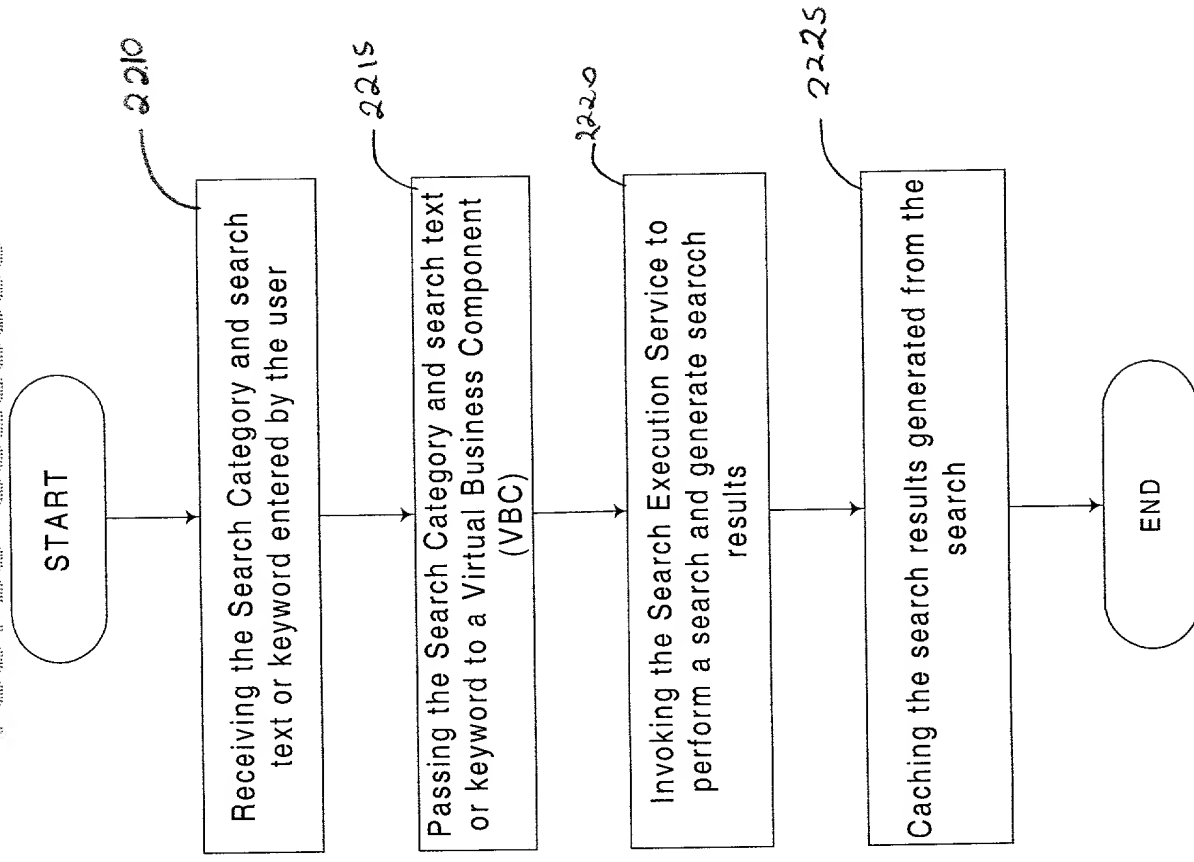 START
2210
Receiving the Search Category and search
text or keyword entered by the user
2215
Passing the Search Category and search text
or keyword to a Virtual Business Component
(VBC)
2220
Invoking the Search Execution Service to
perform a search and generate searcch
results
2225
Caching the search results generated from the
search
END